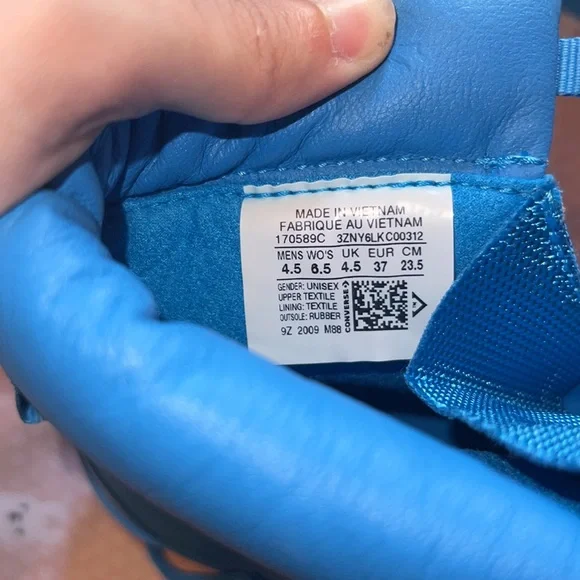 MADE IN VIETNAM
FABRIQUE AU VIETNAM
170589C 3ZNY6LKC00312
MENS WO'S UK EUR CM
4.5 6.5 4.5 37 23.5
GENDER: UNISEX
UPPER TEXTILE
LINING: TEXTILE
OUTSOLE: RUBBER
9Z 2009 M88
CONVERSE